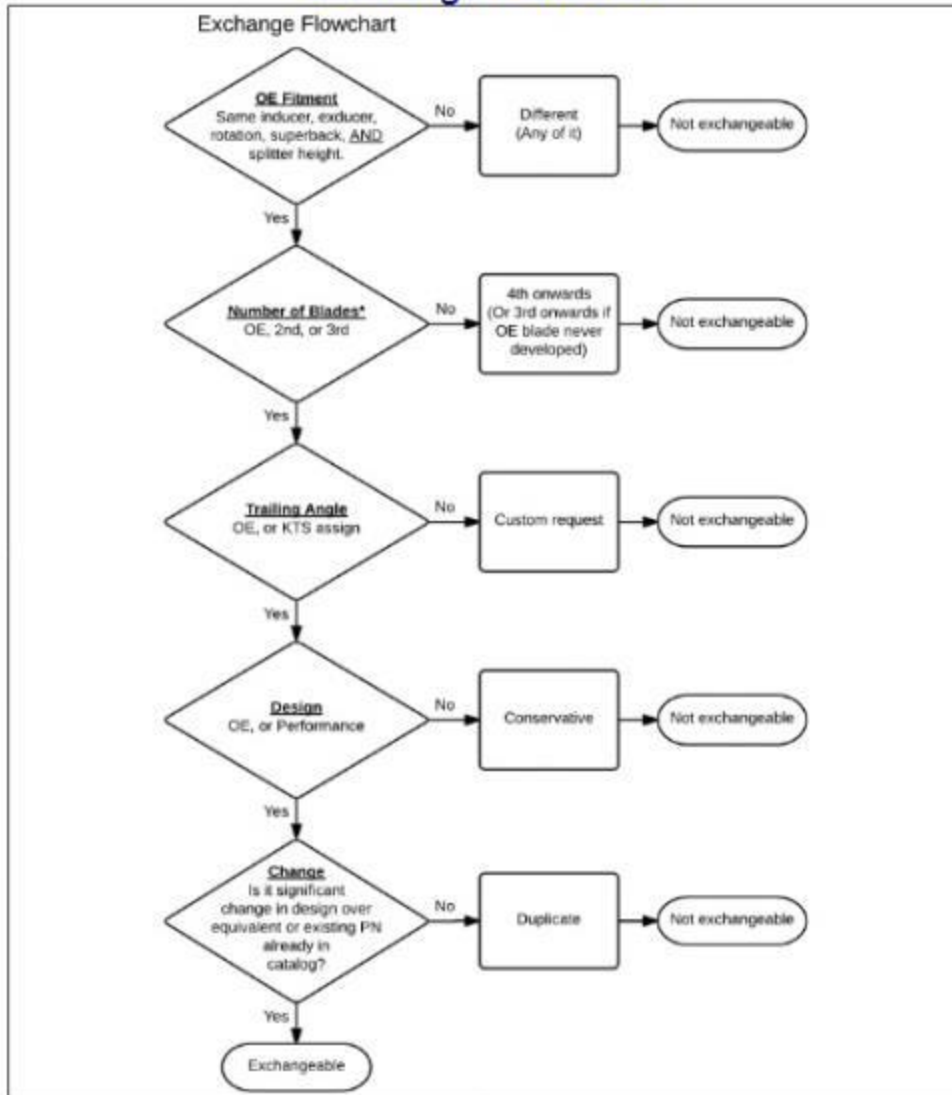 Exchange Flowchart
OE Fitment
Same inducer, exducer,
rotation, superback, AND
splitter height.
No
Different
(Any of it)
Not exchangeable
Yes
Number of Blades*
OE, 2nd, or 3rd
No
4th onwards
(Or 3rd onwards if
OE blade never
developed)
Not exchangeable
Yes
Trailing Angle
OE, or KTS assign
No
Custom request
Not exchangeable
Yes
Design
OE, or Performance
No
Conservative
Not exchangeable
Yes
Change
Is it significant
change in design over
equivalent or existing PN
already in
catalog?
No
Duplicate
Not exchangeable
Yes
Exchangeable